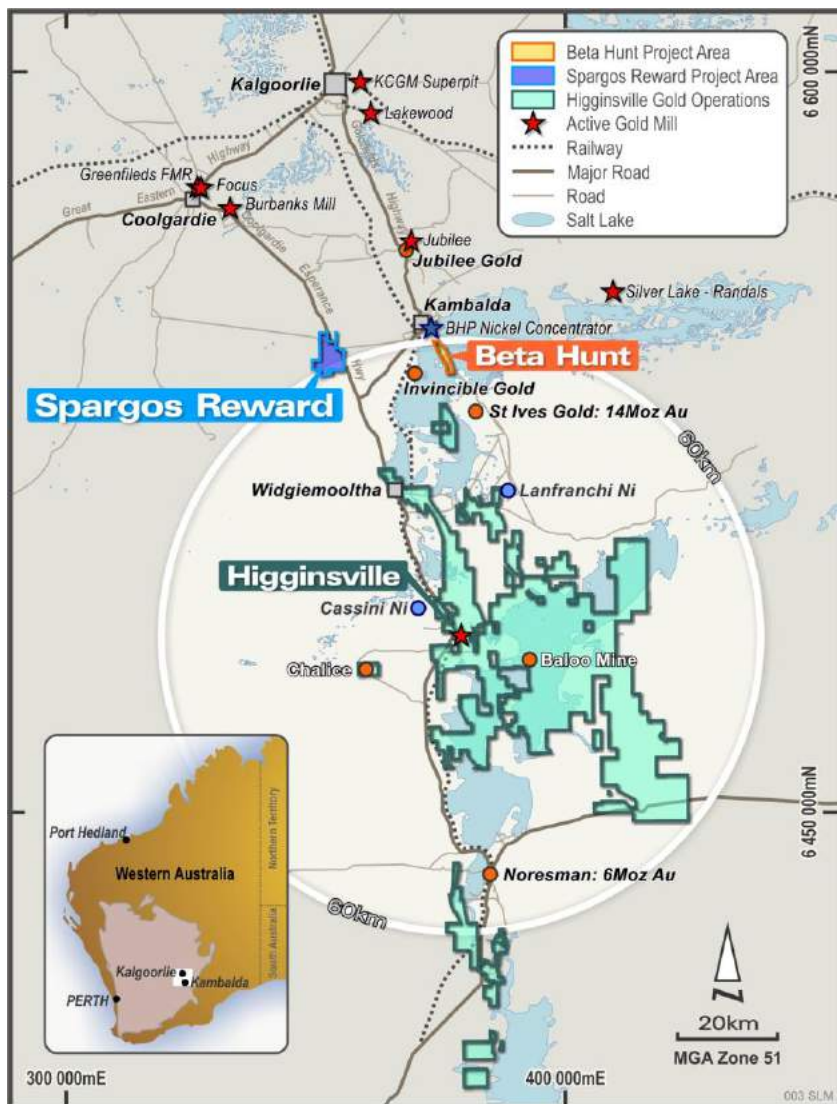 Beta Hunt Project Area
Spargos Reward Project Area
Higginsville Gold Operations
Active Gold Mill
Railway
Major Road
Road
Salt Lake
6 600 000mN
Kalgoorlie
KCGM Superpit
Lakewood
Goldfields
Highway
Highway
Greenfileds FMR
Focus
Eastern
Great
Coolgardie
Burbanks Mill
Coolgardie
Jubilee
Jubilee Gold
Esperance
Hwy
Silver Lake - Randals
Kambalda
BHP Nickel Concentrator
Beta Hunt
Spargos Reward
Invincible Gold
St Ives Gold: 14Moz Au
60km
Widgiemooltha
Lanfranchi Ni
Higginsville
Cassini Ni
Chalice
Baloo Mine
6 450 000mN
Port Hedland
Western Australia
Northern Territory
South Australia
Kalgoorlie
Kambalda
PERTH
Noresman: 6Moz Au
60km
N
20km
MGA Zone 51
300 000mE
400 000mE
003 SLM